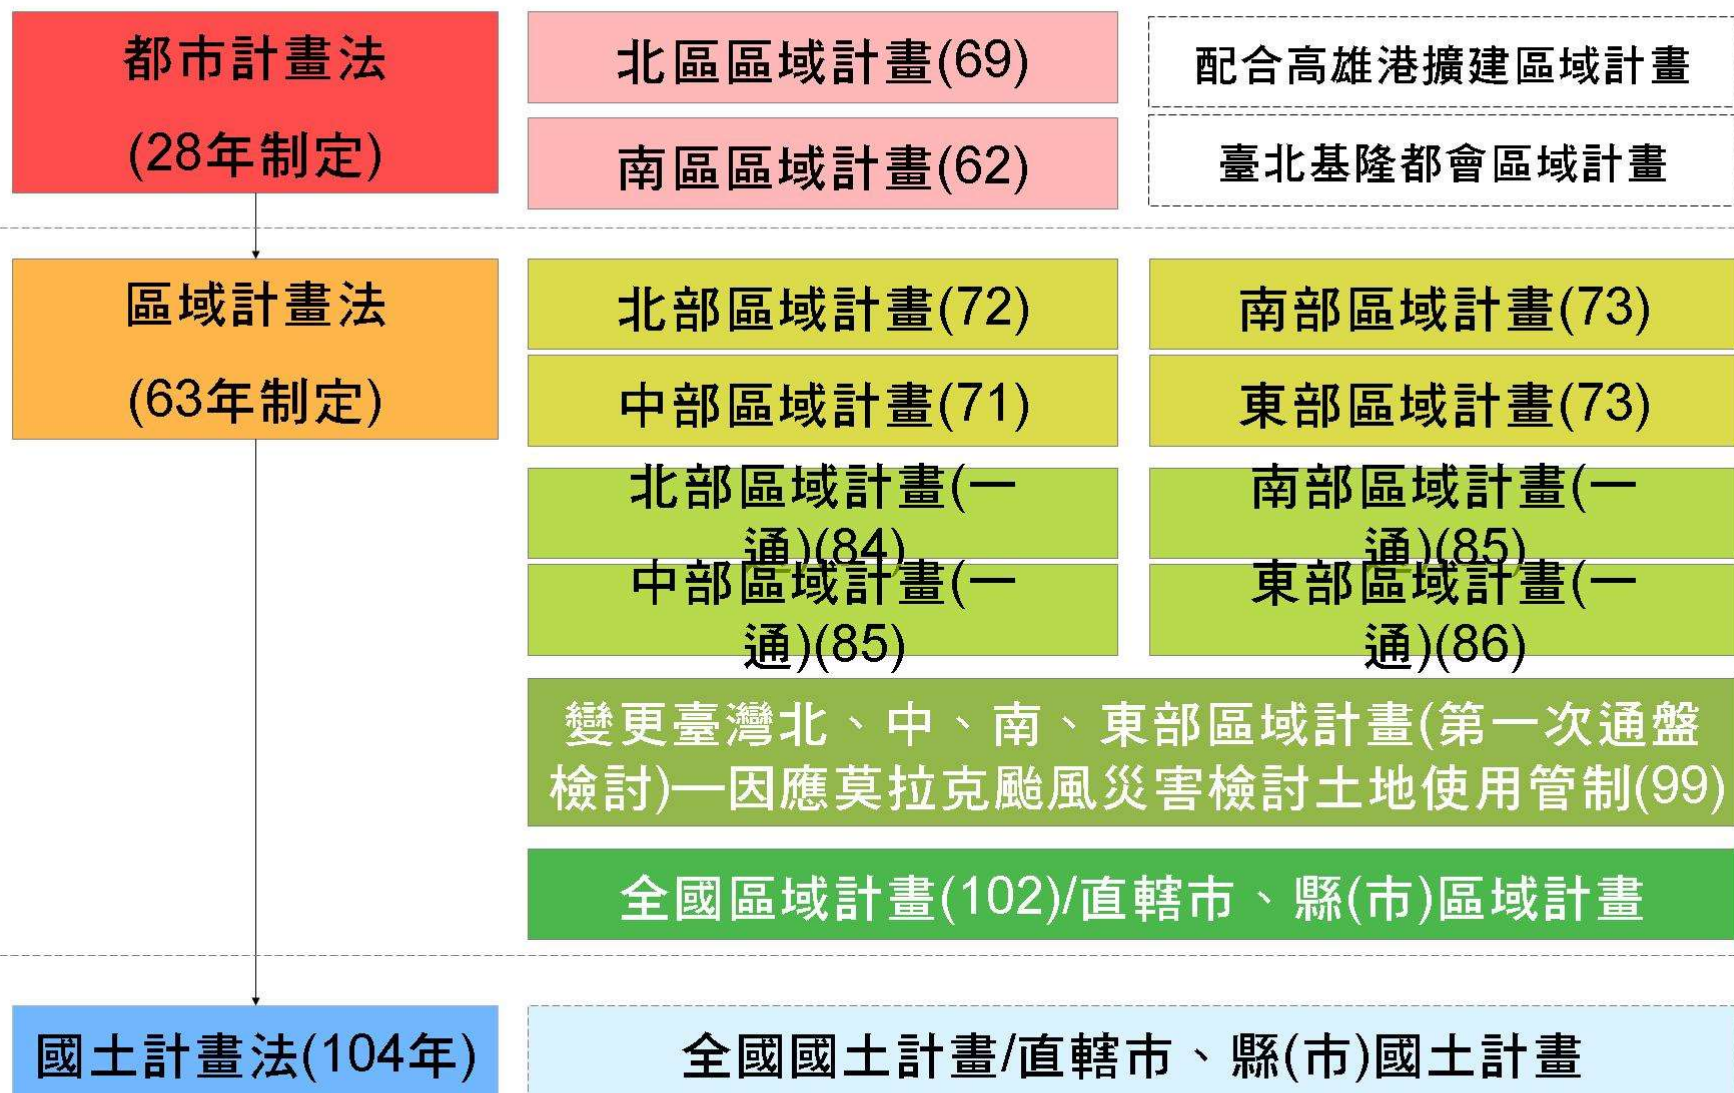 都市計畫法
(28年制定)
北區區域計畫(69)
南區區域計畫(62)
配合高雄港擴建區域計畫
臺北基隆都會區域計畫
區域計畫法
(63年制定)
北部區域計畫(72)
南部區域計畫(73)
中部區域計畫(71)
東部區域計畫(73)
北部區域計畫(一
通)(84)
南部區域計畫(一
通)(85)
中部區域計畫(一
通)(85)
東部區域計畫(一
通)(86)
變更臺灣北、中、南、東部區域計畫(第一次通盤
檢討)—因應莫拉克颱風災害檢討土地使用管制(99)
全國區域計畫(102)/直轄市、縣(市)區域計畫
國土計畫法(104年)
全國國土計畫/直轄市、縣(市)國土計畫